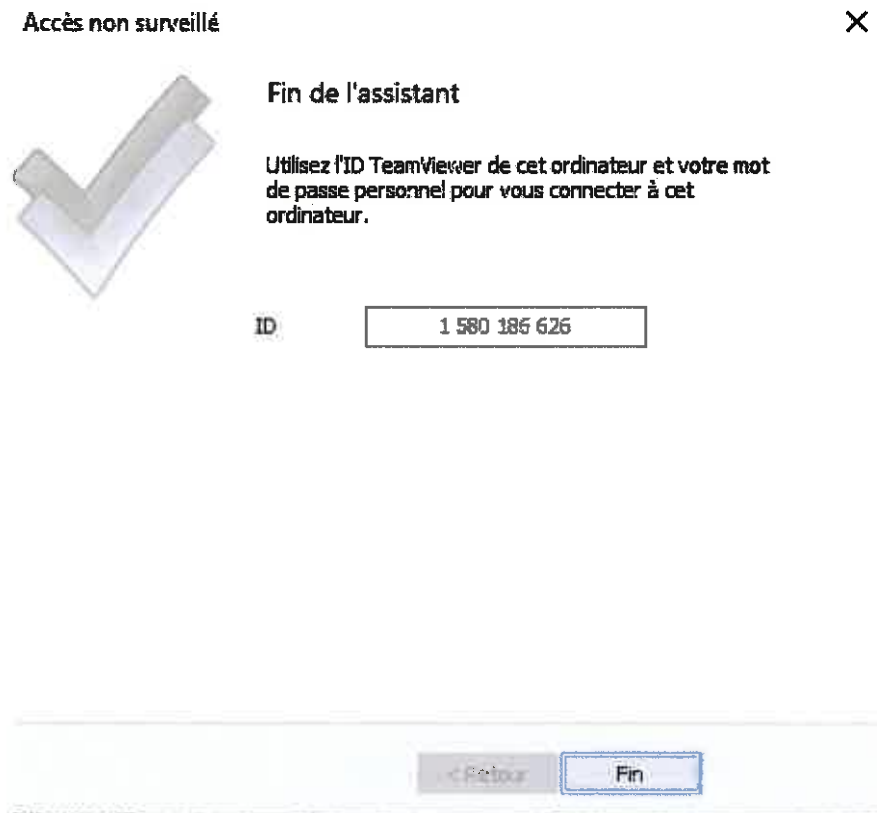 Accès non surveillé
Fin de l'assistant
Utilisez l'ID TeamViewer de cet ordinateur et votre mot
de passe personnel pour vous connecter à cet
ordinateur.
ID 1 580 186 626
< Retour Fin